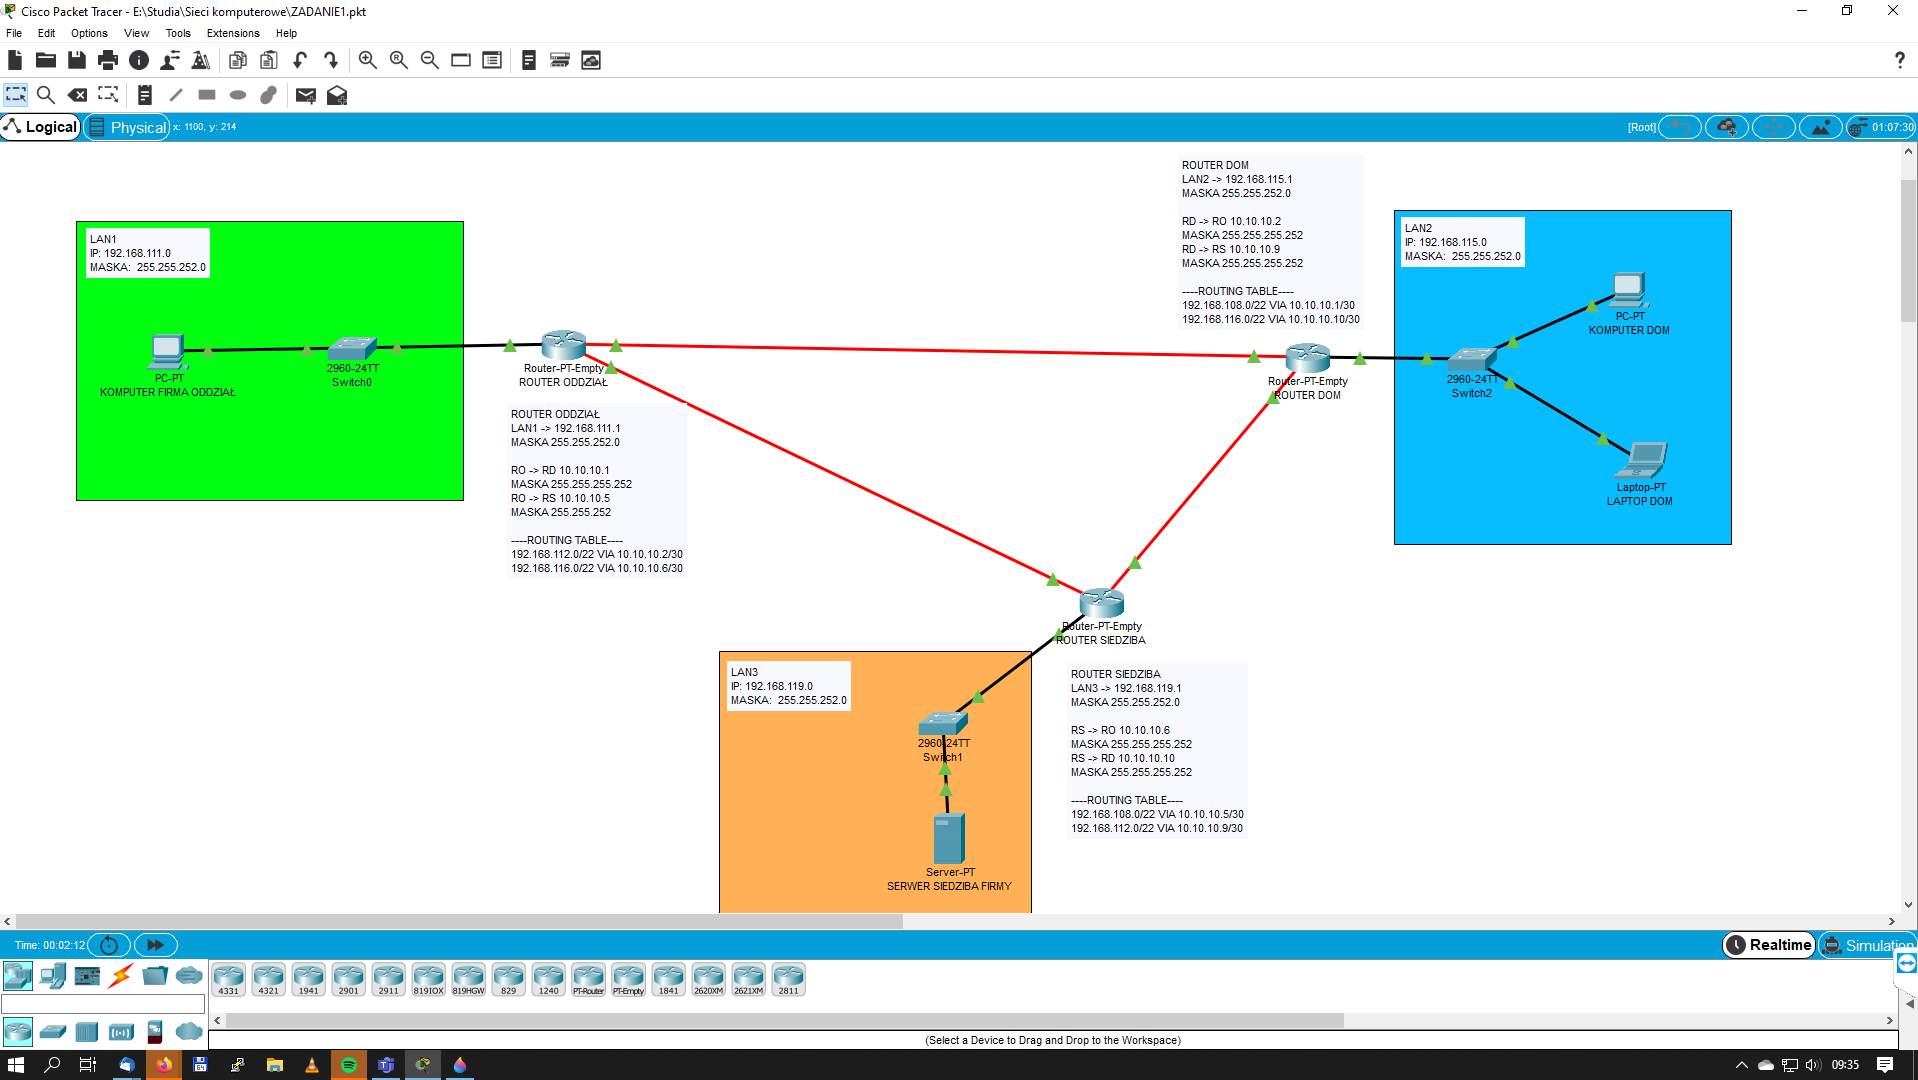 Cisco Packet Tracer - E:\Studia\Sieci komputerowe\ZADANIE1.pkt
File Edit Options View Tools Extensions Help
Logical Physical x: 1100, y: 214 [Root] 01:07:30
ROUTER DOM
LAN2 -> 192.168.115.1
MASKA 255.255.252.0
RD -> RO 10.10.10.2
MASKA 255.255.255.252
RD -> RS 10.10.10.9
MASKA 255.255.255.252
----ROUTING TABLE----
192.168.108.0/22 VIA 10.10.10.1/30
192.168.116.0/22 VIA 10.10.10.10/30
LAN1
IP: 192.168.111.0
MASKA: 255.255.252.0
PC-PT
KOMPUTER FIRMA ODDZIAŁ
2960-24TT
Switch0
Router-PT-Empty
ROUTER ODDZIAŁ
Router-PT-Empty
ROUTER DOM
LAN2
IP: 192.168.115.0
MASKA: 255.255.252.0
PC-PT
KOMPUTER DOM
2960-24TT
Switch2
Laptop-PT
LAPTOP DOM
ROUTER ODDZIAŁ
LAN1 -> 192.168.111.1
MASKA 255.255.252.0
RO -> RD 10.10.10.1
MASKA 255.255.255.252
RO -> RS 10.10.10.5
MASKA 255.255.252
----ROUTING TABLE----
192.168.112.0/22 VIA 10.10.10.2/30
192.168.116.0/22 VIA 10.10.10.6/30
Router-PT-Empty
ROUTER SIEDZIBA
LAN3
IP: 192.168.119.0
MASKA: 255.255.252.0
2960-24TT
Switch1
Server-PT
SERWER SIEDZIBA FIRMY
ROUTER SIEDZIBA
LAN3 -> 192.168.119.1
MASKA 255.255.252.0
RS -> RO 10.10.10.6
MASKA 255.255.255.252
RS -> RD 10.10.10.10
MASKA 255.255.255.252
----ROUTING TABLE----
192.168.108.0/22 VIA 10.10.10.5/30
192.168.112.0/22 VIA 10.10.10.9/30
Time: 00:02:12 Realtime Simulation
4331 4321 1941 2901 2911 819IOX 819HGW 829 1240 PT-Router PT-Empty 1841 2620XM 2621XM 2811
(Select a Device to Drag and Drop to the Workspace)
09:35